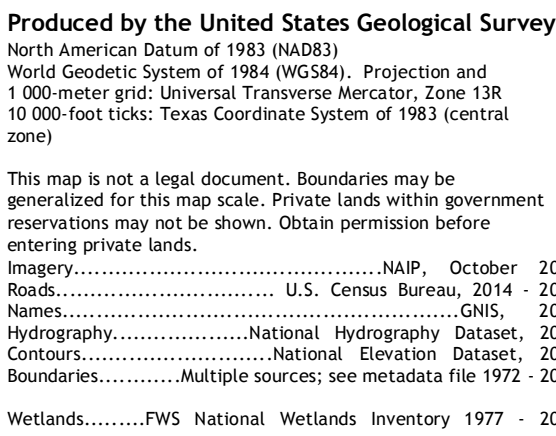 Produced by the United States Geological Survey
North American Datum of 1983 (NAD83)
World Geodetic System of 1984 (WGS84). Projection and
1 000-meter grid: Universal Transverse Mercator, Zone 13R
10 000-foot ticks: Texas Coordinate System of 1983 (central
zone)
This map is not a legal document. Boundaries may be
generalized for this map scale. Private lands within government
reservations may not be shown. Obtain permission before
entering private lands.
Imagery.............................................NAIP, October 20
Roads................................ U.S. Census Bureau, 2014 - 20
Names.....................................................GNIS, 20
Hydrography....................National Hydrography Dataset, 20
Contours............................National Elevation Dataset, 20
Boundaries............Multiple sources; see metadata file 1972 - 20
Wetlands.........FWS National Wetlands Inventory 1977 - 20